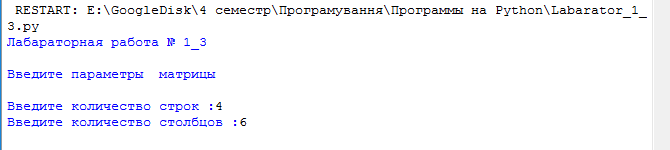 RESTART: E:\GoogleDisk\4 семестр\Програмування\Программы на Python\Labarator_1_
3.py
Лабараторная работа № 1_3
Введите параметры  матрицы
Введите количество строк :4
Введите количество столбцов :6